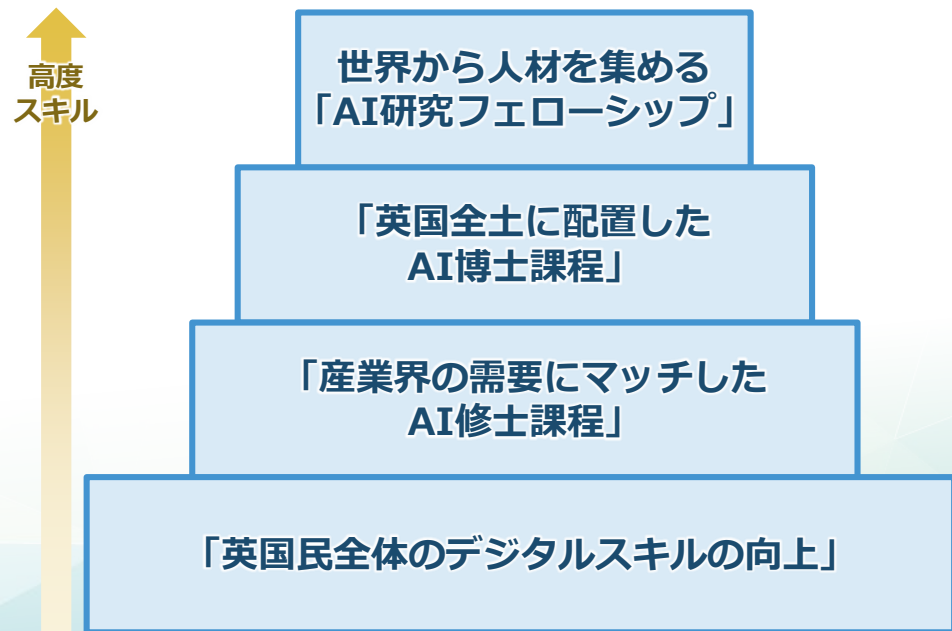 高度
スキル
世界から人材を集める
「AI研究フェローシップ」
「英国全土に配置した
AI博士課程」
「産業界の需要にマッチした
AI修士課程」
「英国民全体のデジタルスキルの向上」